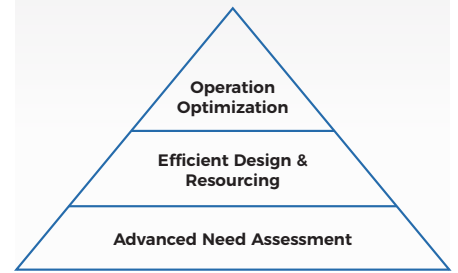 Operation
Optimization
Efficient Design &
Resourcing
Advanced Need Assessment